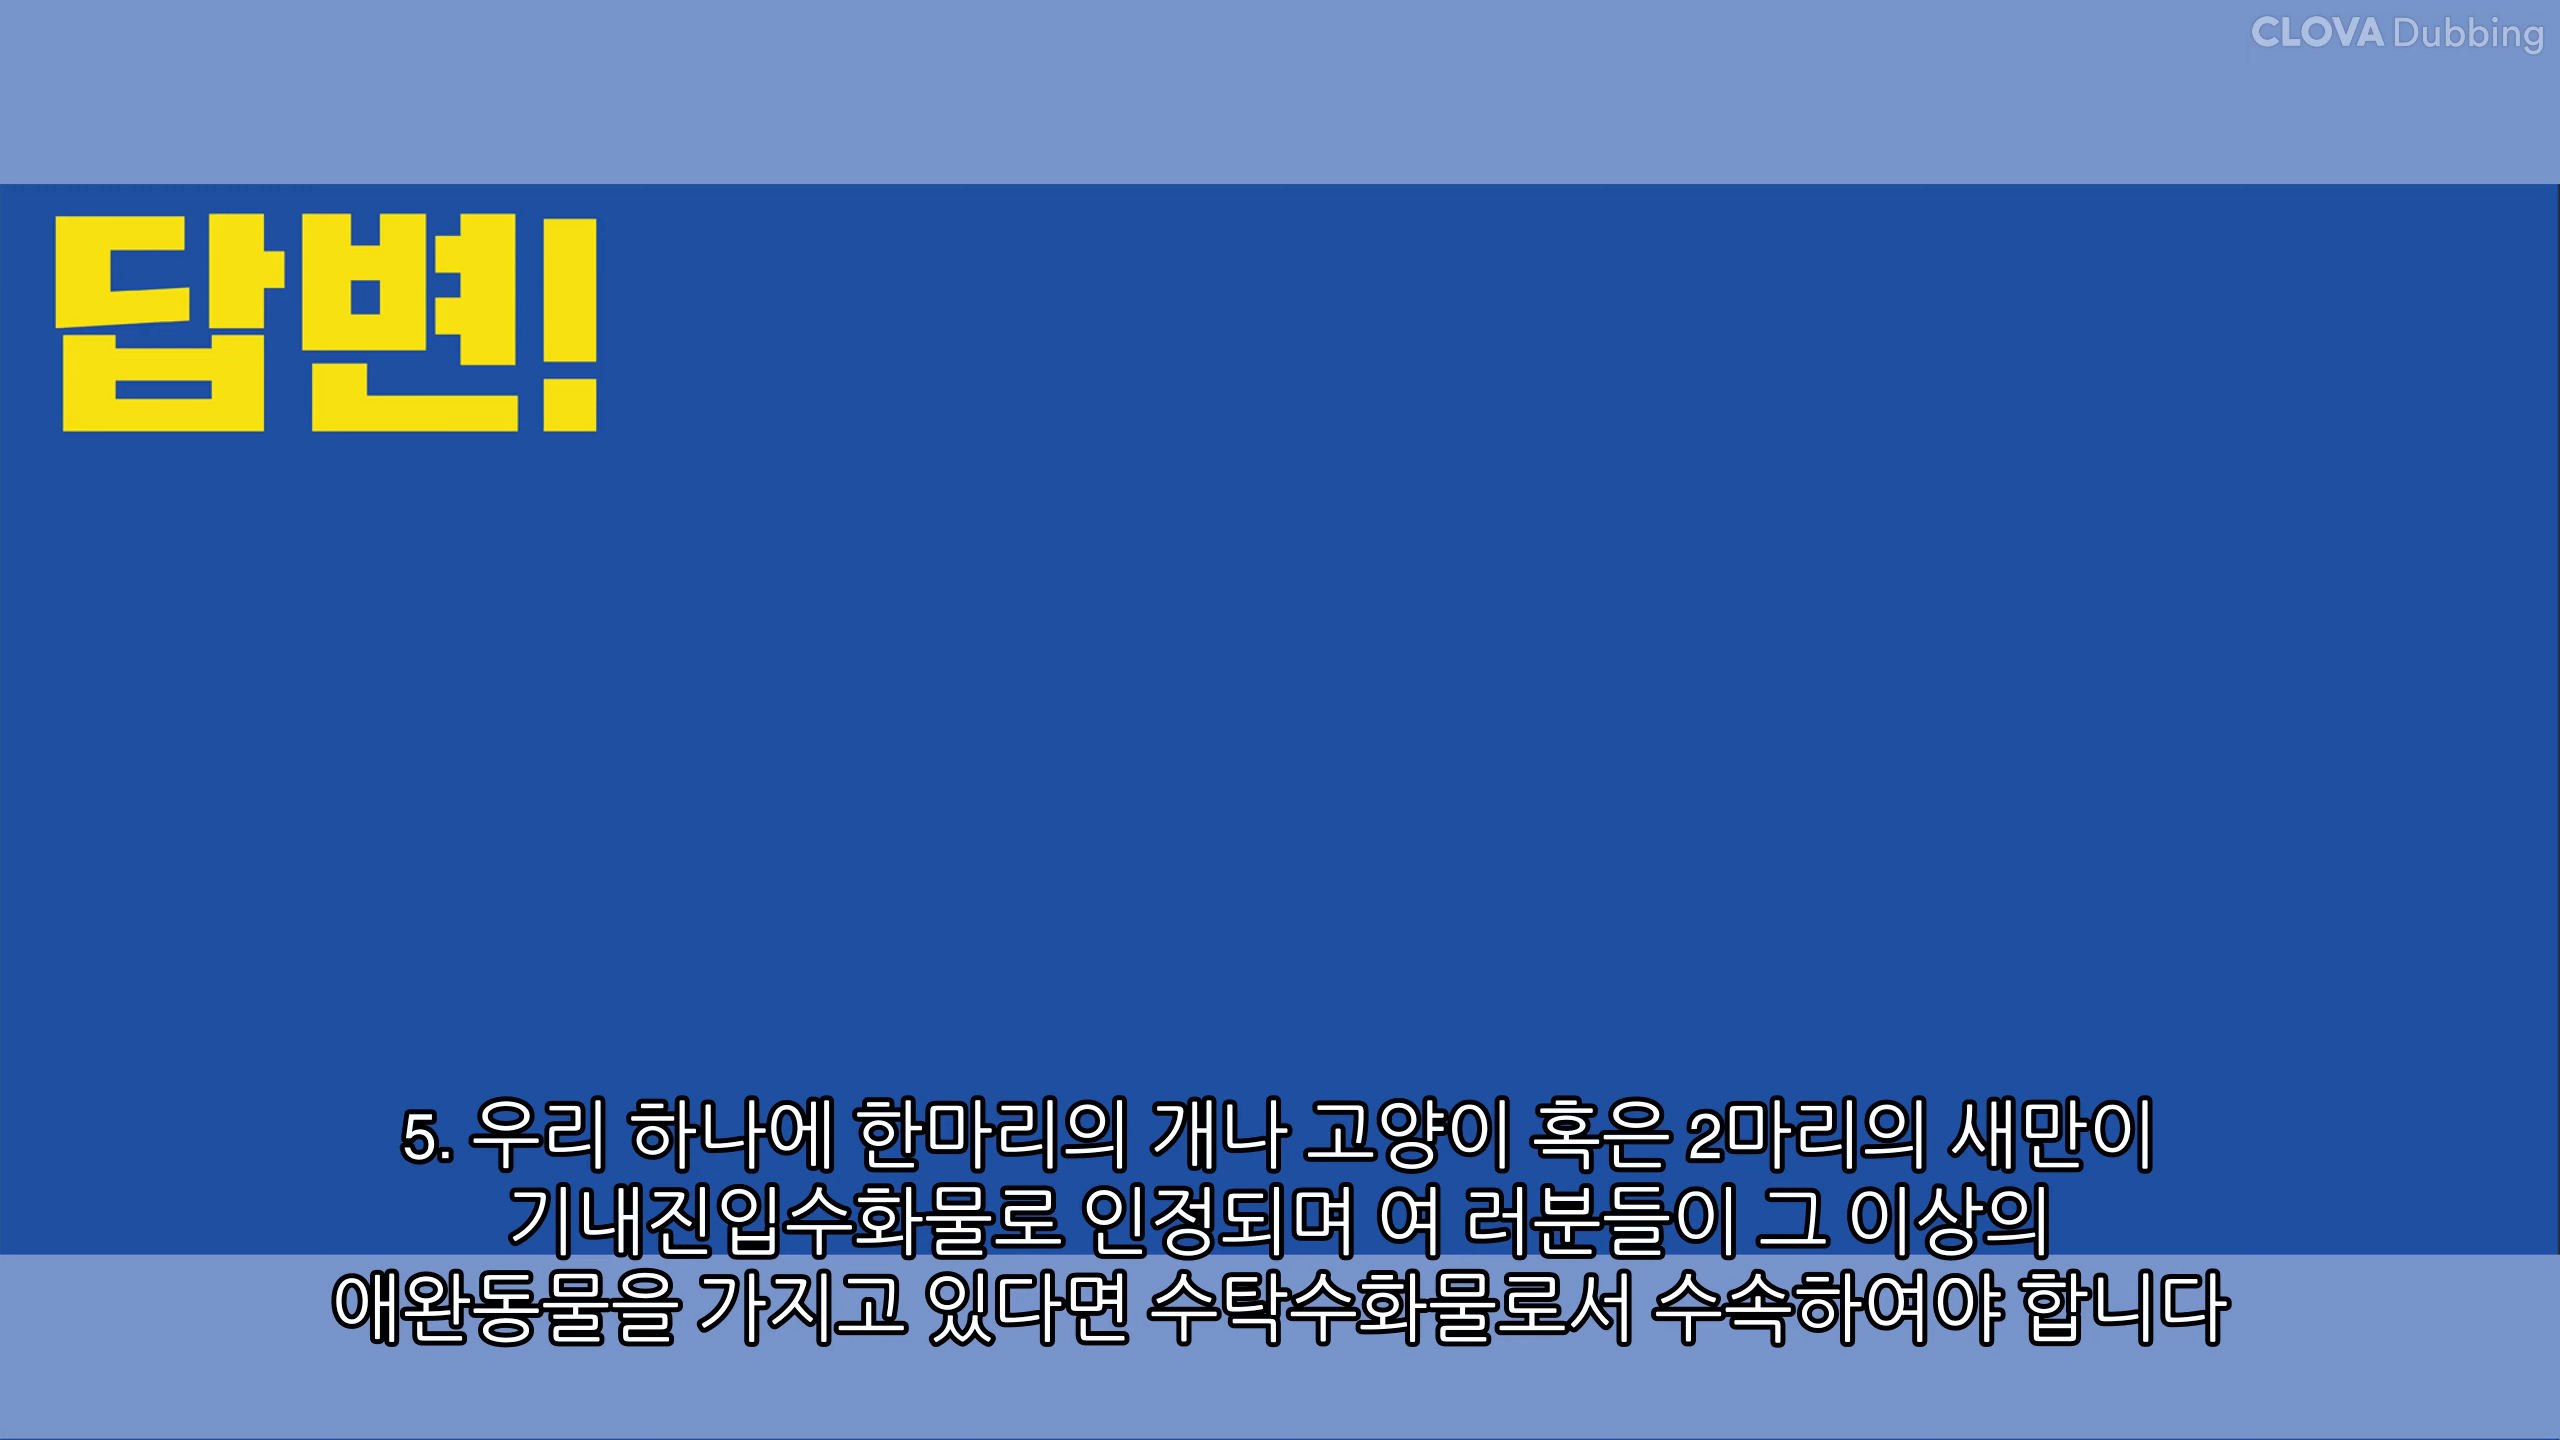 CLOVA Dubbing
답변!
5. 우리 하나에 한마리의 개나 고양이 혹은 2마리의 새만이
기내진입수화물로 인정되며 여 러분들이 그 이상의
애완동물을 가지고 있다면 수탁수화물로서 수속하여야 합니다